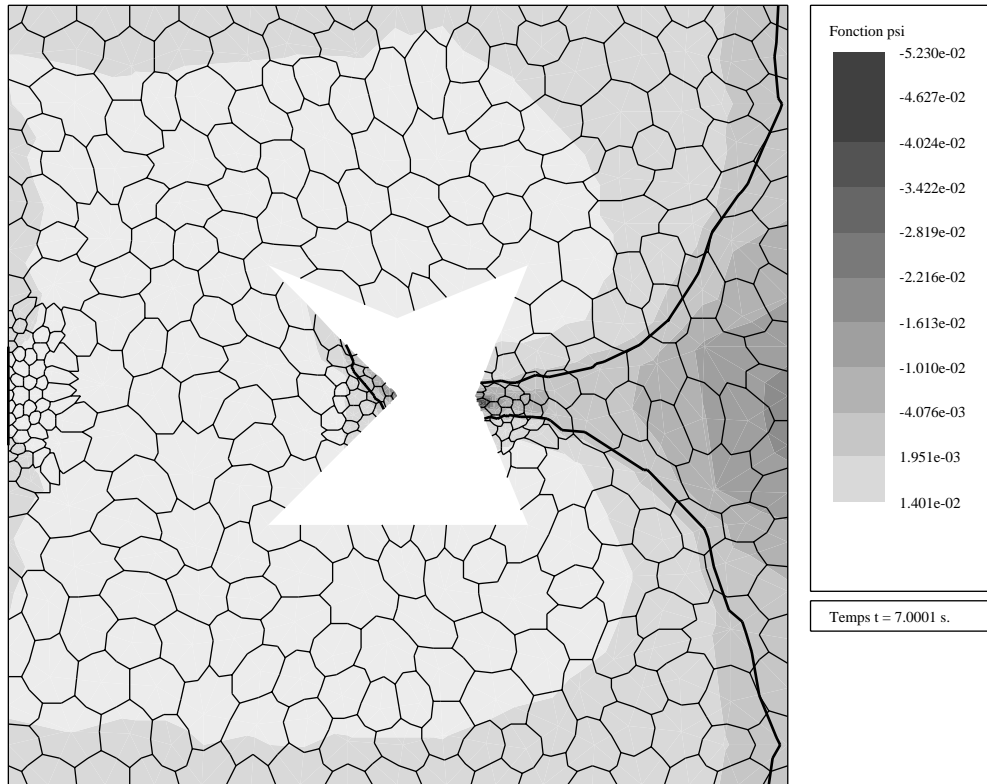 Fonction psi
-5.230e-02
-4.627e-02
-4.024e-02
-3.422e-02
-2.819e-02
-2.216e-02
-1.613e-02
-1.010e-02
-4.076e-03
1.951e-03
1.401e-02
Temps t = 7.0001 s.